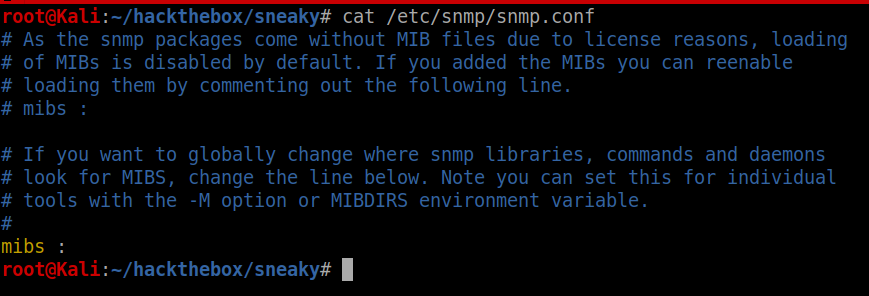 root@Kali:~/hackthebox/sneaky# cat /etc/snmp/snmp.conf
# As the snmp packages come without MIB files due to license reasons, loading
# of MIBs is disabled by default. If you added the MIBs you can reenable
# loading them by commenting out the following line.
# mibs :
# If you want to globally change where snmp libraries, commands and daemons
# look for MIBS, change the line below. Note you can set this for individual
# tools with the -M option or MIBDIRS environment variable.
#
mibs :
root@Kali:~/hackthebox/sneaky#